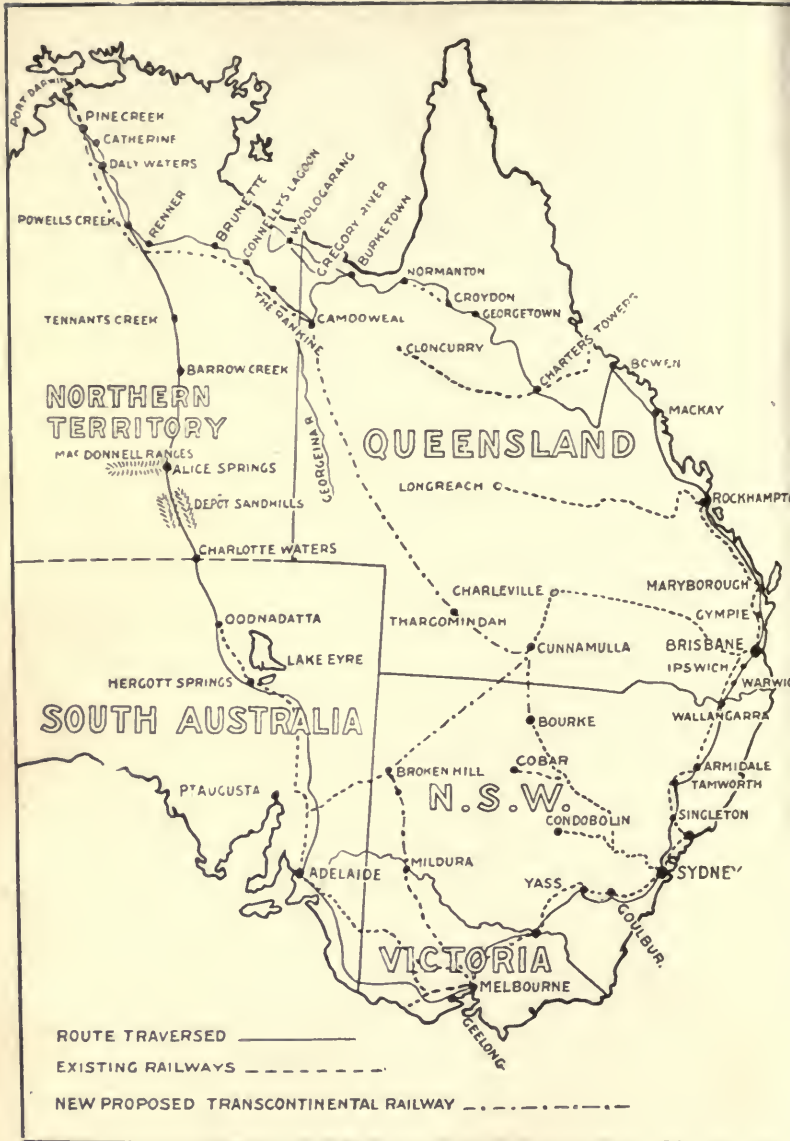 PORT DARWIN
PINE CREEK
CATHERINE
DALY WATERS
POWELLS CREEK
RENNER
BRUNETTE
CONNELLYS LAGOON
WOOLOGARANG
GREGORY RIVER
BURKETOWN
NORMANTON
CROYDON
GEORGETOWN
THE RANKINE
CAMOOWEAL
CLONCURRY
CHARTERS TOWERS
BOWEN
MACKAY
TENNANTS CREEK
BARROW CREEK
NORTHERN
TERRITORY
MAC DONNELL RANGES
ALICE SPRINGS
DEPÔT SANDHILLS
GEORGEINA R
QUEENSLAND
LONGREACH
ROCKHAMPT
CHARLOTTE WATERS
CHARLEVILLE
MARYBOROUGH
THARGOMINDAH
GYMPIE
OODNADATTA
CUNNAMULLA
BRISBANE
LAKE EYRE
IPSWICH
HERGOTT SPRINGS
WARWIC
WALLANGARRA
SOUTH AUSTRALIA
BOURKE
BROKEN HILL
COBAR
ARMIDALE
TAMWORTH
PT AUGUSTA
N.S.W.
CONDOBOLIN
SINGLETON
ADELAIDE
MILDURA
SYDNEY
YASS
GOULBUR.
VICTORIA
MELBOURNE
GEELONG
ROUTE TRAVERSED
EXISTING RAILWAYS
NEW PROPOSED TRANSCONTINENTAL RAILWAY